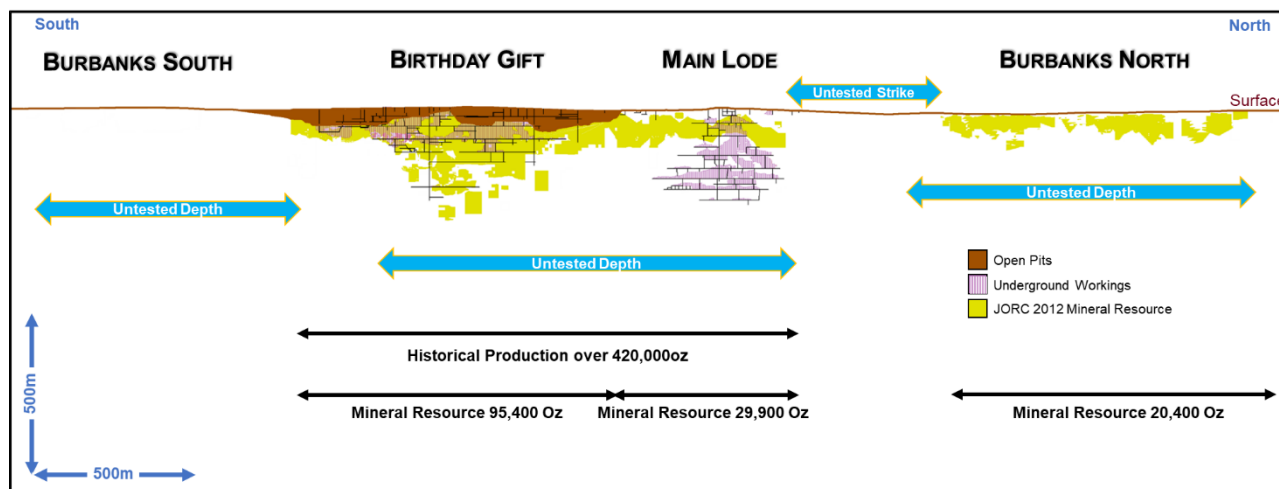 South
North
BURBANKS SOUTH
BIRTHDAY GIFT
MAIN LODE
BURBANKS NORTH
Untested Strike
Surface
Untested Depth
Untested Depth
Untested Depth
Open Pits
Underground Workings
JORC 2012 Mineral Resource
Historical Production over 420,000oz
Mineral Resource 95,400 Oz
Mineral Resource 29,900 Oz
Mineral Resource 20,400 Oz
500m
500m